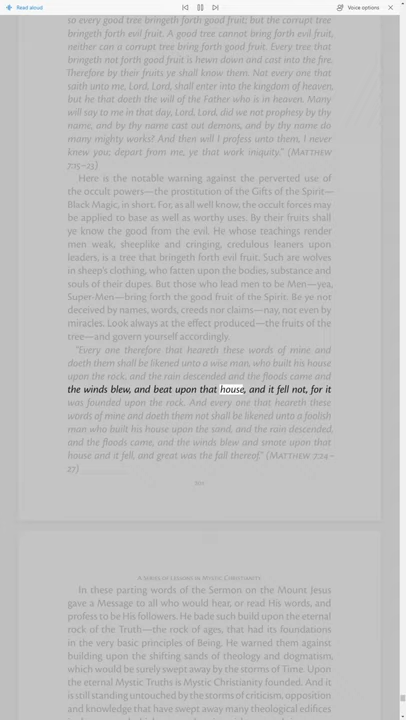 Read aloud
Voice options
so every good tree bringeth forth good fruit; but the corrupt tree
bringeth forth evil fruit. A good tree cannot bring forth evil fruit,
neither can a corrupt tree bring forth good fruit. Every tree that
bringeth not forth good fruit is hewn down and cast into the fire.
Therefore by their fruits ye shall know them. Not every one that
saith unto me, Lord, Lord, shall enter into the kingdom of heaven;
but he that doeth the will of the Father who is in heaven. Many
will say to me in that day, Lord, Lord, did we not prophesy by thy
name, and by thy name cast out demons, and by thy name do
many mighty works? And then will I profess unto them, I never
knew you; depart from me, ye that work iniquity." (Matthew
7:15–23)
Here is the notable warning against the perverted use of
the occult powers—the prostitution of the Gifts of the Spirit—
Black Magic, in short. For, as all well know, the occult forces may
be applied to base as well as worthy uses. By their fruits shall
ye know the good from the evil. He whose teachings render
men weak, sheeplike and cringing, credulous leaners upon
leaders, is a tree that bringeth forth evil fruit. Such are wolves
in sheep's clothing, who fatten upon the bodies, substance and
souls of their dupes. But those who lead men to be Men—yea,
Super-Men—bring forth the good fruit of the Spirit. Be ye not
deceived by names, words, creeds nor claims—nay, not even by
miracles. Look always at the effect produced—the fruits of the
tree—and govern yourself accordingly.
"Every one therefore that heareth these words of mine and
doeth them shall be likened unto a wise man, who built his house
upon the rock, and the rain descended and the floods came and
the winds blew, and beat upon that house, and it fell not, for it
was founded upon the rock. And every one that heareth these
words of mine and doeth them not shall be likened unto a foolish
man who built his house upon the sand, and the rain descended,
and the floods came, and the winds blew and smote upon that
house and it fell, and great was the fall thereof." (Matthew 7:24–
27)
A Series of Lessons in Mystic Christianity
In these parting words of the Sermon on the Mount Jesus
gave a Message to all who would hear, or read His words, and
profess to be His followers. He bade such build upon the eternal
rock of the Truth—the rock of ages, that had its foundations
in the very basic principles of Being. He warned them against
building upon the shifting sands of theology and dogmatism,
which would be surely swept away by the storms of Time. Upon
the eternal Mystic Truths is Mystic Christianity founded. And it
is still standing untouched by the storms of criticism, opposition
and knowledge that have swept away many theological edifices